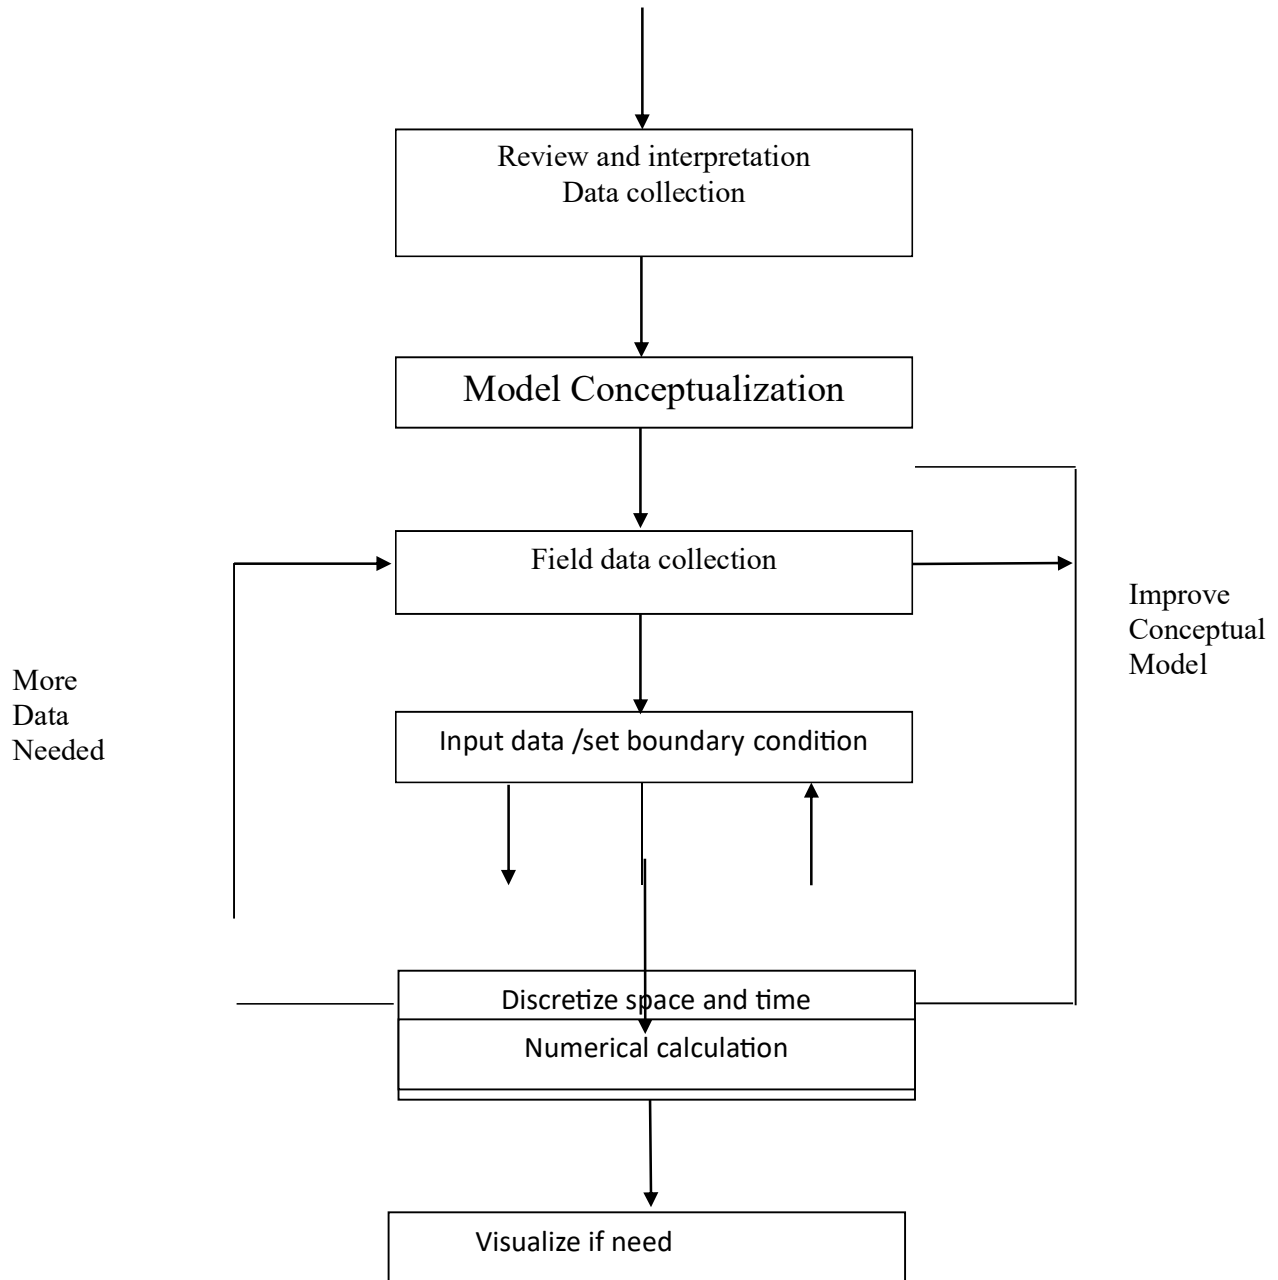 Review and interpretation
Data collection
Model Conceptualization
Field data collection
Improve
Conceptual
Model
More
Data
Needed
Input data /set boundary condition
Discretize space and time
Numerical calculation
Visualize if need